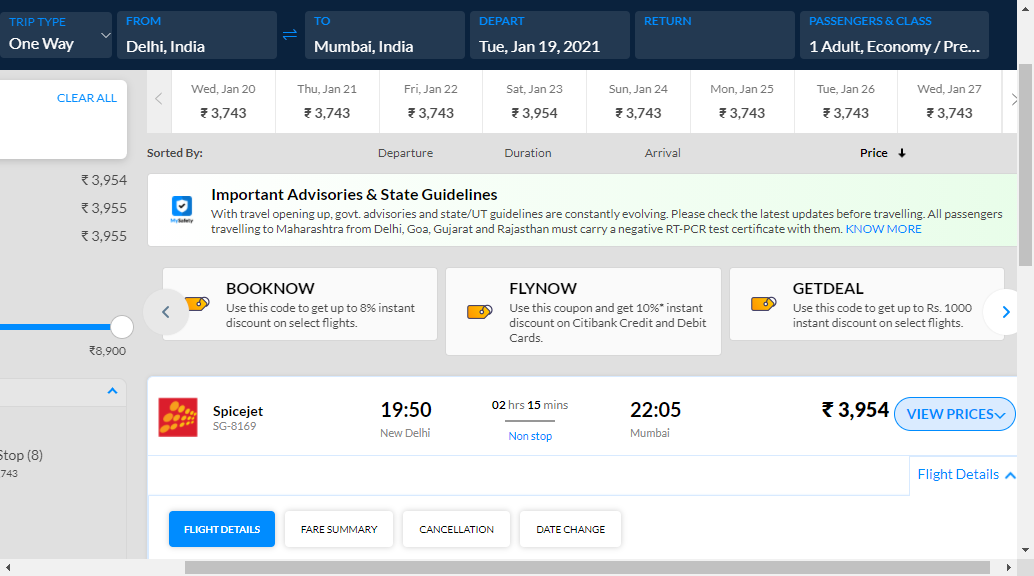 TRIP TYPE
One Way
FROM
Delhi, India
TO
Mumbai, India
DEPART
Tue, Jan 19, 2021
RETURN
PASSENGERS & CLASS
1 Adult, Economy / Pre...
CLEAR ALL
₹ 3,954
₹ 3,955
₹ 3,955
₹8,900
Stop (8)
743
Wed, Jan 20
₹ 3,743
Thu, Jan 21
₹ 3,743
Fri, Jan 22
₹ 3,743
Sat, Jan 23
₹ 3,954
Sun, Jan 24
₹ 3,743
Mon, Jan 25
₹ 3,743
Tue, Jan 26
₹ 3,743
Wed, Jan 27
₹ 3,743
Sorted By: Departure Duration Arrival Price
MySafety
Important Advisories & State Guidelines
With travel opening up, govt. advisories and state/UT guidelines are constantly evolving. Please check the latest updates before travelling. All passengers
travelling to Maharashtra from Delhi, Goa, Gujarat and Rajasthan must carry a negative RT-PCR test certificate with them. KNOW MORE
BOOKNOW
Use this code to get up to 8% instant
discount on select flights.
FLYNOW
Use this coupon and get 10%* instant
discount on Citibank Credit and Debit
Cards.
GETDEAL
Use this code to get up to Rs. 1000
instant discount on select flights.
Spicejet
SG-8169
19:50
New Delhi
02 hrs 15 mins
Non stop
22:05
Mumbai
₹ 3,954
VIEW PRICES
Flight Details
FLIGHT DETAILS
FARE SUMMARY
CANCELLATION
DATE CHANGE